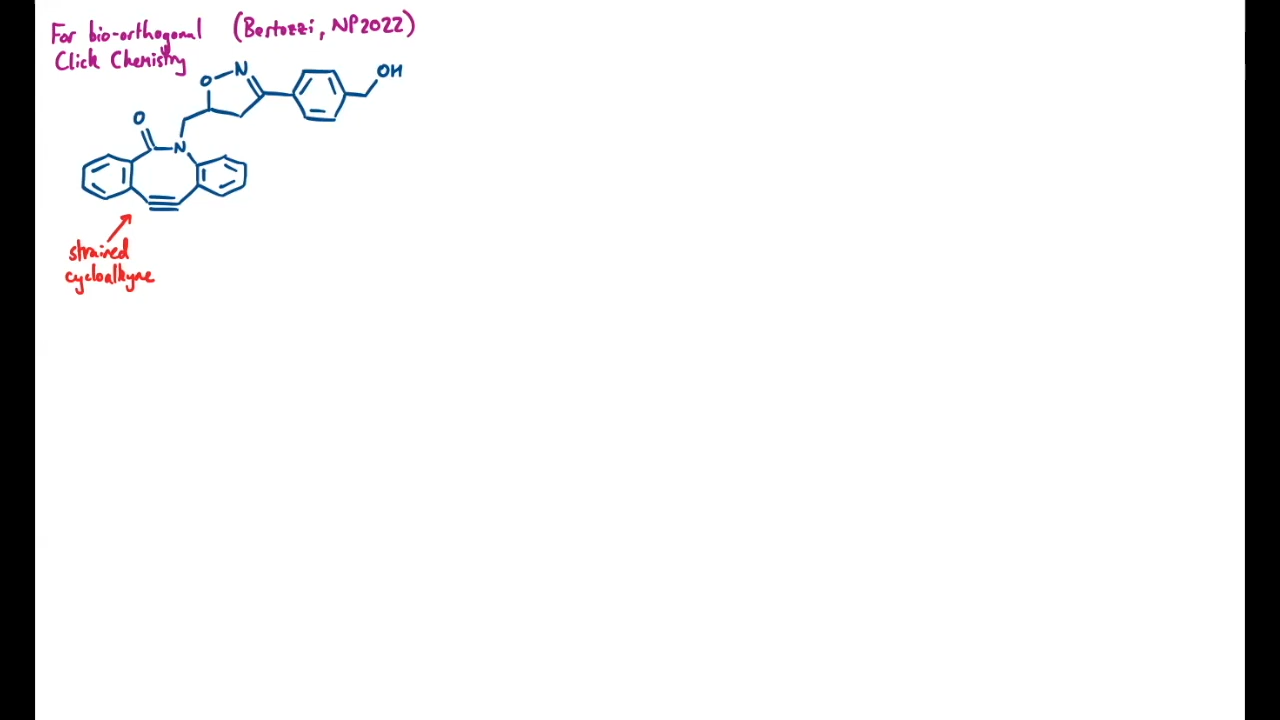 For bio-orthogonal (Bertozzi, NP2022)
Click Chemistry
O N
OH
O
N
strained
cycloalkyne